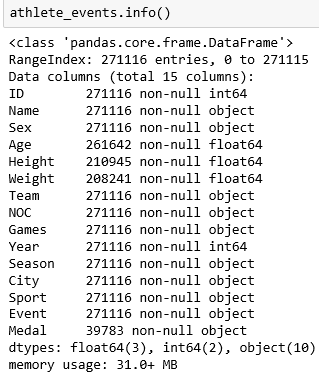 athlete_events.info()
<class 'pandas.core.frame.DataFrame'>
RangeIndex: 271116 entries, 0 to 271115
Data columns (total 15 columns):
ID        271116 non-null int64
Name      271116 non-null object
Sex       271116 non-null object
Age       261642 non-null float64
Height    210945 non-null float64
Weight    208241 non-null float64
Team      271116 non-null object
NOC       271116 non-null object
Games     271116 non-null object
Year      271116 non-null int64
Season    271116 non-null object
City      271116 non-null object
Sport     271116 non-null object
Event     271116 non-null object
Medal     39783 non-null object
dtypes: float64(3), int64(2), object(10)
memory usage: 31.0+ MB